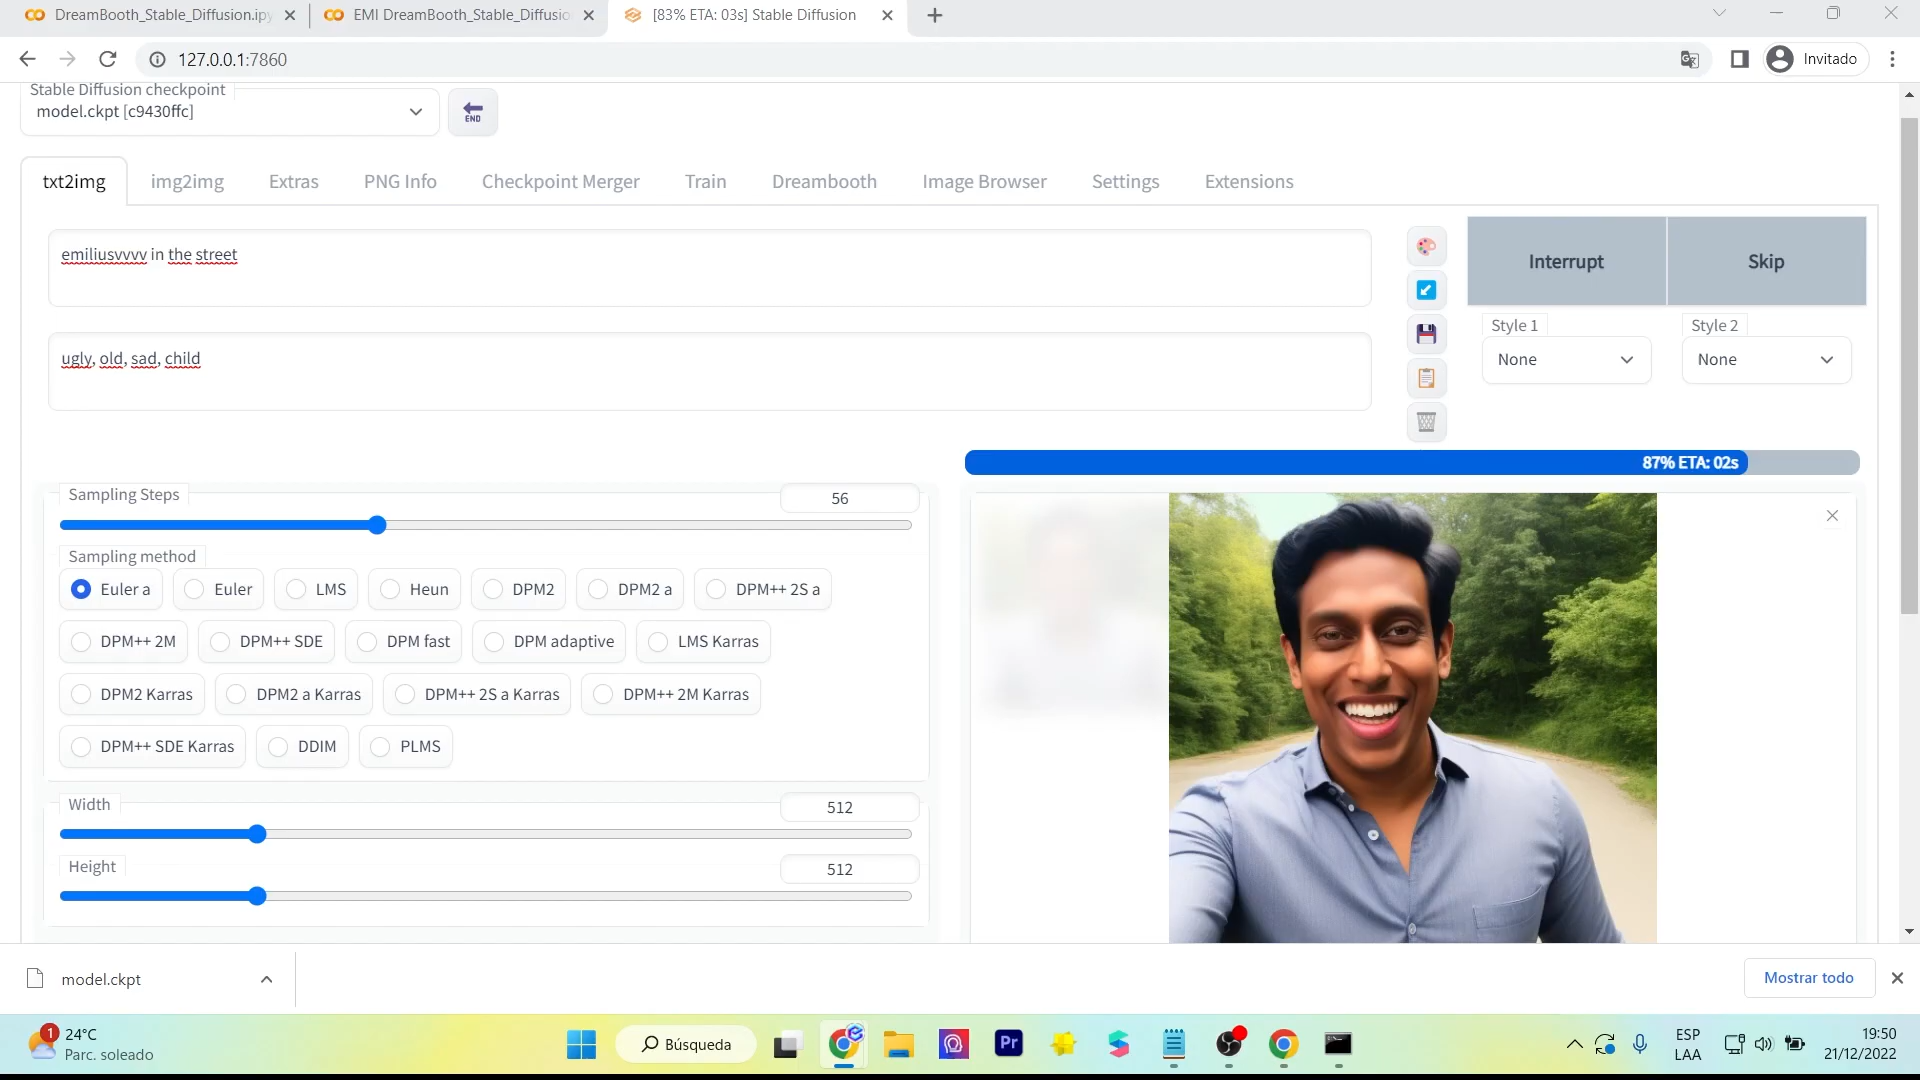 DreamBooth_Stable_Diffusion.ipy
EMI DreamBooth_Stable_Diffusio
[83% ETA: 03s] Stable Diffusion
127.0.0.1:7860
Invitado
Stable Diffusion checkpoint
model.ckpt [c9430ffc]
END
txt2img
img2img
Extras
PNG Info
Checkpoint Merger
Train
Dreambooth
Image Browser
Settings
Extensions
emiliusvvvv in the street
Interrupt
Skip
Style 1
Style 2
None
None
ugly, old, sad, child
87% ETA: 02s
Sampling Steps
56
Sampling method
Euler a
Euler
LMS
Heun
DPM2
DPM2 a
DPM++ 2S a
DPM++ 2M
DPM++ SDE
DPM fast
DPM adaptive
LMS Karras
DPM2 Karras
DPM2 a Karras
DPM++ 2S a Karras
DPM++ 2M Karras
DPM++ SDE Karras
DDIM
PLMS
Width
512
Height
512
model.ckpt
Mostrar todo
1
24°C
Parc. soleado
Búsqueda
Pr
ESP
LAA
19:50
21/12/2022